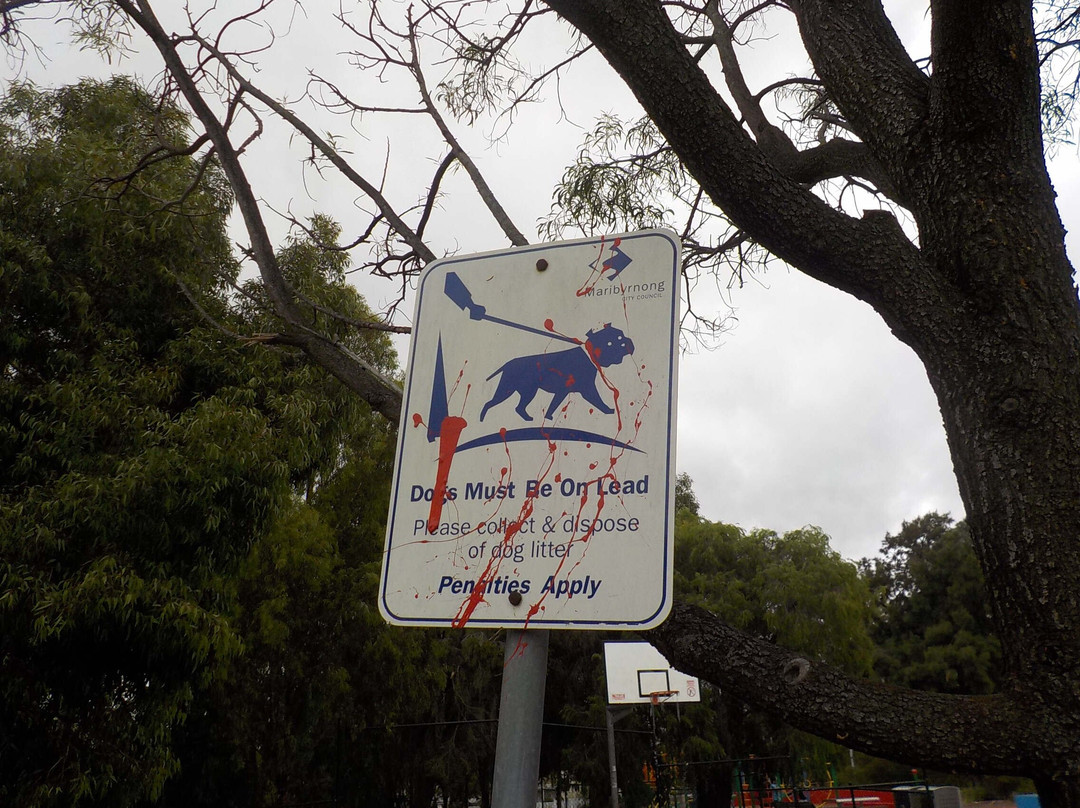 Maribyrnong
CITY COUNCIL
Dogs Must Be On Lead
Please collect & dispose
of dog litter
Penalties Apply